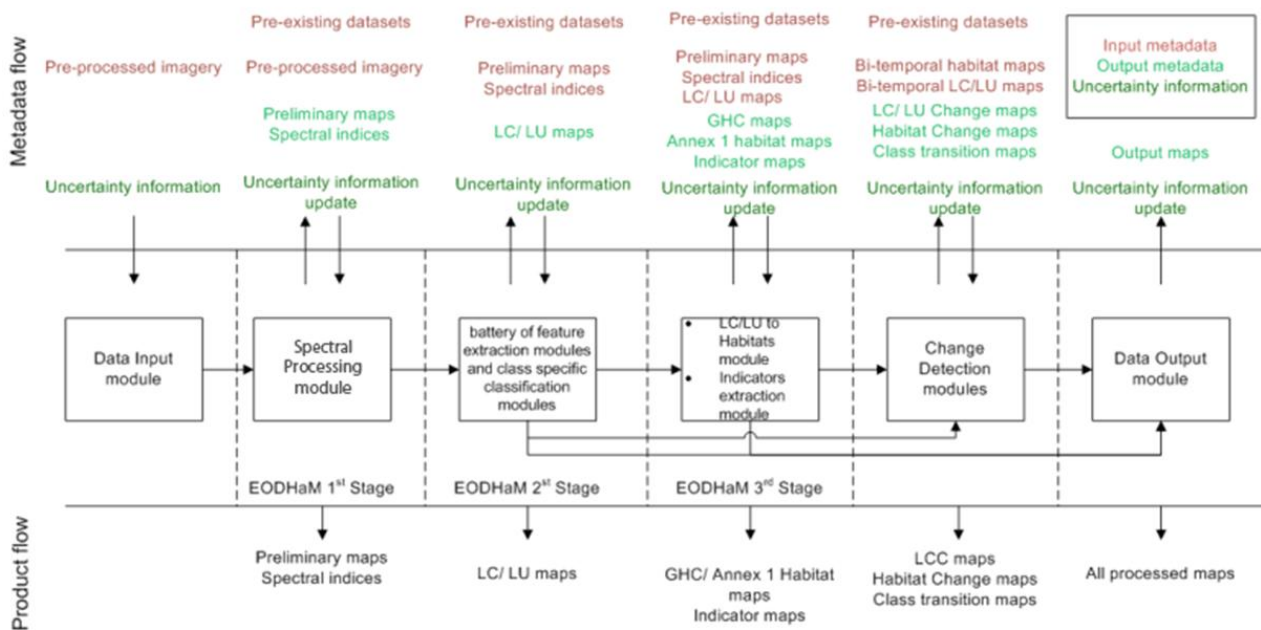 Metadata flow
Pre-processed imagery
Uncertainty information
Pre-existing datasets
Pre-processed imagery
Preliminary maps
Spectral indices
Uncertainty information
update
Pre-existing datasets
Preliminary maps
Spectral indices
LC/ LU maps
Uncertainty information
update
Pre-existing datasets
Preliminary maps
Spectral indices
LC/ LU maps
GHC maps
Annex 1 habitat maps
Indicator maps
Uncertainty information
update
Pre-existing datasets
Bi-temporal habitat maps
Bi-temporal LC/LU maps
LC/ LU Change maps
Habitat Change maps
Class transition maps
Uncertainty information
update
Input metadata
Output metadata
Uncertainty information
Output maps
Uncertainty information
update
Data Input
module
Spectral
Processing
module
battery of feature
extraction modules
and class specific
classification
modules
• LC/LU to
Habitats
module
• Indicators
extraction
module
Change
Detection
modules
Data Output
module
EODHaM 1st Stage
EODHaM 2st Stage
EODHaM 3rd Stage
Product flow
Preliminary maps
Spectral indices
LC/ LU maps
GHC/ Annex 1 Habitat
maps
Indicator maps
LCC maps
Habitat Change maps
Class transition maps
All processed maps